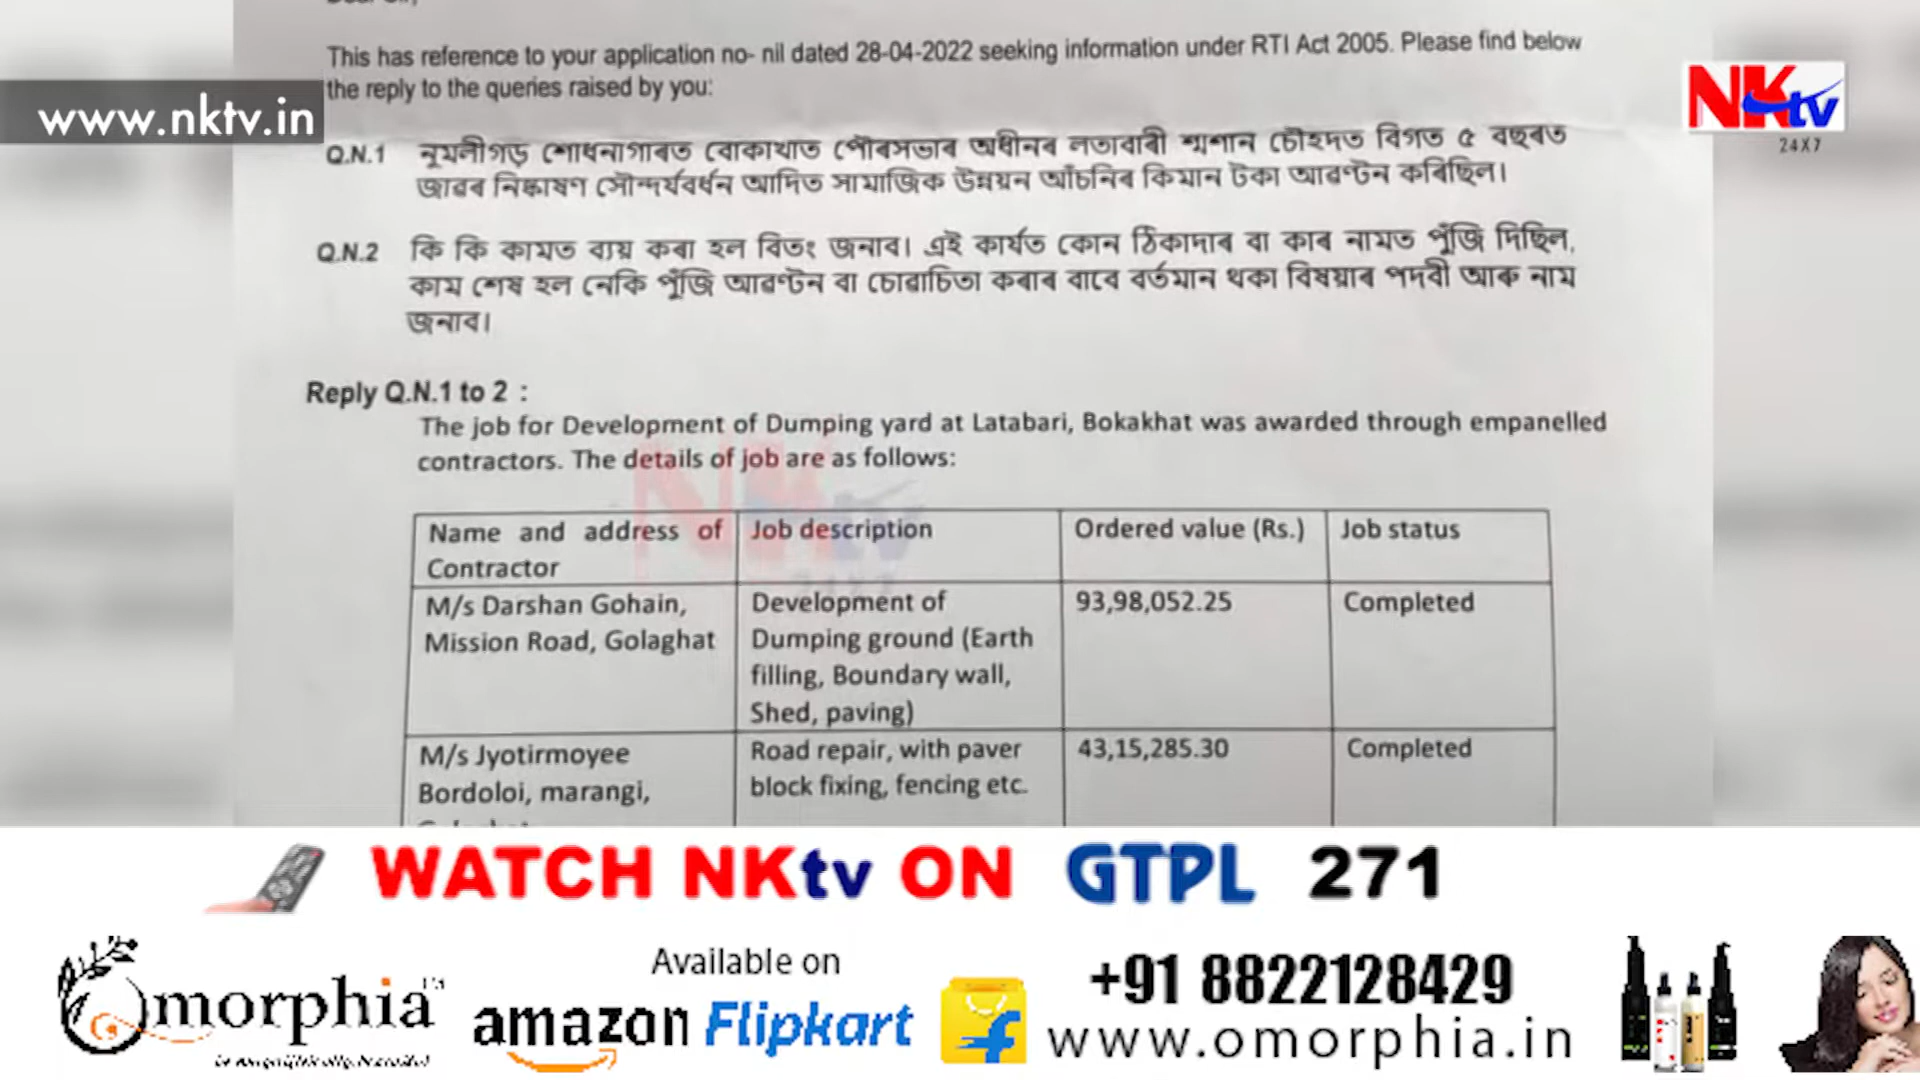 This has reference to your application no- nil dated 28-04-2022 seeking information under RTI Act 2005. Please find below
the reply to the queries raised by you:
www.nktv.in
NKtv
24X7
Q.N.1 নুমলীগড় শোধনাগাৰত বোকাখাত পৌৰসভাৰ অধীনৰ লতাবাৰী শ্মশান চৌহদত বিগত ৫ বছৰত
জাৱৰ নিষ্কাষণ সৌন্দৰ্যবৰ্ধন আদিত সামাজিক উন্নয়ন আঁচনিৰ কিমান টকা আৱণ্টন কৰিছিল।
Q.N.2 কি কি কামত ব্যয় কৰা হল বিতং জনাব। এই কাৰ্যত কোন ঠিকাদাৰ বা কাৰ নামত পুঁজি দিছিল,
কাম শেষ হল নেকি পুঁজি আৱণ্টন বা চোৱাচিতা কৰাৰ বাবে বৰ্তমান থকা বিষয়াৰ পদবী আৰু নাম
জনাব।
Reply Q.N.1 to 2 :
The job for Development of Dumping yard at Latabari, Bokakhat was awarded through empanelled
contractors. The details of job are as follows:
Name and address of Contractor
Job description
Ordered value (Rs.)
Job status
M/s Darshan Gohain,
Mission Road, Golaghat
Development of
Dumping ground (Earth
filling, Boundary wall,
Shed, paving)
93,98,052.25
Completed
M/s Jyotirmoyee
Bordoloi, marangi,
Road repair, with paver
block fixing, fencing etc.
43,15,285.30
Completed
WATCH NKtv ON GTPL 271
Omorphia
Available on
amazon Flipkart
+91 8822128429
www.omorphia.in